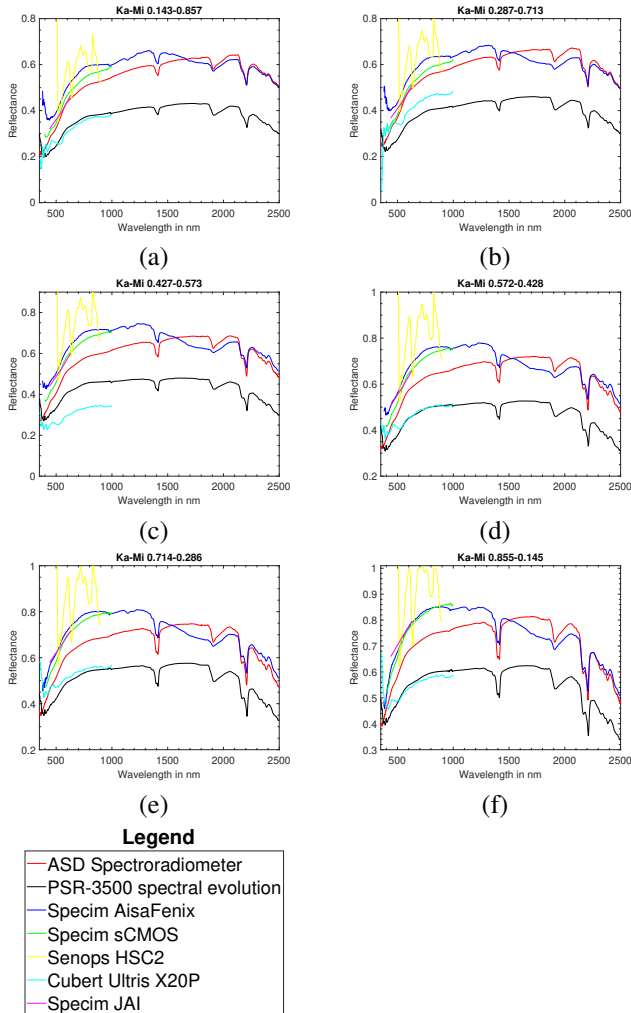 Ka-Mi 0.143-0.857
Ka-Mi 0.287-0.713
0.8
0.6
0.4
0.2
0
Reflectance
500 1000 1500 2000 2500
Wavelength in nm
(a)
0.8
0.6
0.4
0.2
0
Reflectance
500 1000 1500 2000 2500
Wavelength in nm
(b)
Ka-Mi 0.427-0.573
Ka-Mi 0.572-0.428
0.8
0.6
0.4
0.2
0
Reflectance
500 1000 1500 2000 2500
Wavelength in nm
(c)
1
0.8
0.6
0.4
0.2
Reflectance
500 1000 1500 2000 2500
Wavelength in nm
(d)
Ka-Mi 0.714-0.286
Ka-Mi 0.855-0.145
1
0.8
0.6
0.4
0.2
Reflectance
500 1000 1500 2000 2500
Wavelength in nm
(e)
1
0.9
0.8
0.7
0.6
0.5
0.4
0.3
Reflectance
500 1000 1500 2000 2500
Wavelength in nm
(f)
Legend
ASD Spectroradiometer
PSR-3500 spectral evolution
Specim AisaFenix
Specim sCMOS
Senops HSC2
Cubert Ultris X20P
Specim JAI